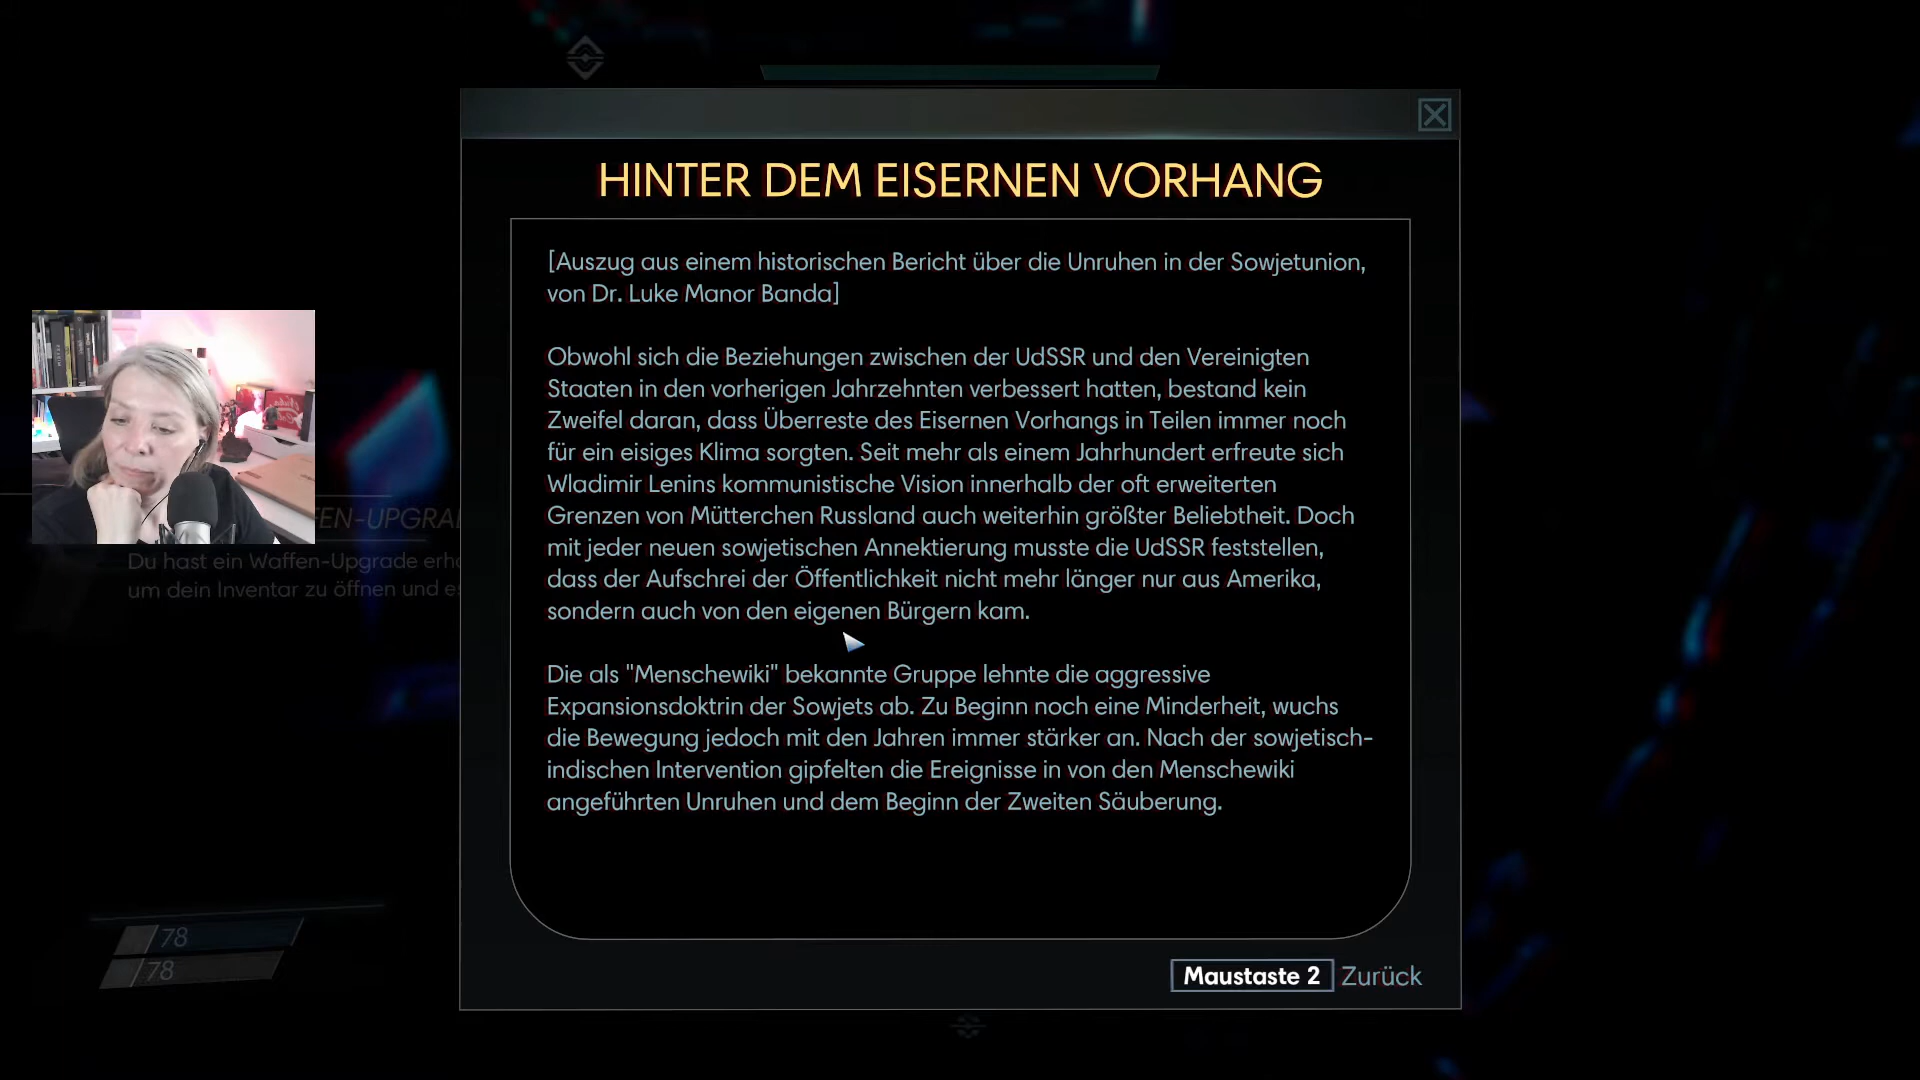 HINTER DEM EISERNEN VORHANG
[Auszug aus einem historischen Bericht über die Unruhen in der Sowjetunion,
von Dr. Luke Manor Banda]
Obwohl sich die Beziehungen zwischen der UdSSR und den Vereinigten
Staaten in den vorherigen Jahrzehnten verbessert hatten, bestand kein
Zweifel daran, dass Überreste des Eisernen Vorhangs in Teilen immer noch
für ein eisiges Klima sorgten. Seit mehr als einem Jahrhundert erfreute sich
Wladimir Lenins kommunistische Vision innerhalb der oft erweiterten
Grenzen von Mütterchen Russland auch weiterhin größter Beliebtheit. Doch
mit jeder neuen sowjetischen Annektierung musste die UdSSR feststellen,
dass der Aufschrei der Öffentlichkeit nicht mehr länger nur aus Amerika,
sondern auch von den eigenen Bürgern kam.
Die als "Menschewiki" bekannte Gruppe lehnte die aggressive
Expansionsdoktrin der Sowjets ab. Zu Beginn noch eine Minderheit, wuchs
die Bewegung jedoch mit den Jahren immer stärker an. Nach der sowjetisch-
indischen Intervention gipfelten die Ereignisse in von den Menschewiki
angeführten Unruhen und dem Beginn der Zweiten Säuberung.
Maustaste 2 Zurück
EN-UPGRA
Du hast ein Waffen-Upgrade erh
um dein Inventar zu öffnen und es
78
78